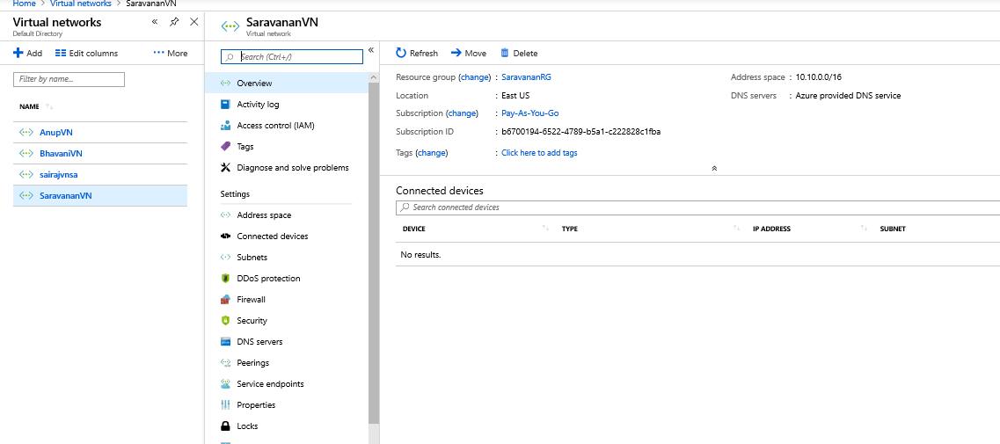 Home > Virtual networks > SaravananVN
Virtual networks
Default Directory
Add Edit columns ··· More
Filter by name...
NAME
AnupVN
BhavaniVN
sairajvnsa
SaravananVN
SaravananVN
Virtual network
Search (Ctrl+/)
Overview
Activity log
Access control (IAM)
Tags
Diagnose and solve problems
Settings
Address space
Connected devices
Subnets
DDoS protection
Firewall
Security
DNS servers
Peerings
Service endpoints
Properties
Locks
Refresh Move Delete
Resource group (change) : SaravananRG
Location : East US
Subscription (change) : Pay-As-You-Go
Subscription ID : b6700194-6522-4789-b5a1-c222828c1fba
Tags (change) : Click here to add tags
Address space : 10.10.0.0/16
DNS servers : Azure provided DNS service
Connected devices
Search connected devices
DEVICE TYPE IP ADDRESS SUBNET
No results.